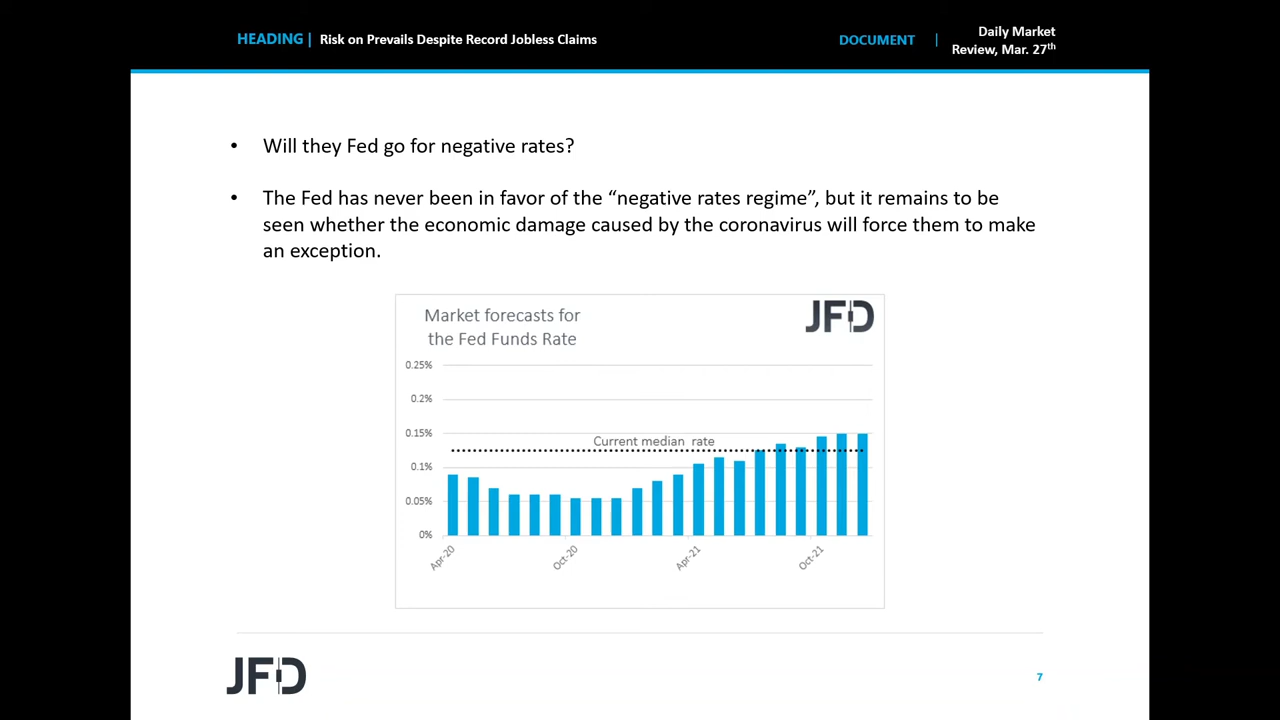 HEADING | Risk on Prevails Despite Record Jobless Claims
DOCUMENT | Daily Market
Review, Mar. 27th
• Will they Fed go for negative rates?
• The Fed has never been in favor of the “negative rates regime”, but it remains to be
seen whether the economic damage caused by the coronavirus will force them to make
an exception.
Market forecasts for
the Fed Funds Rate
JFD
0.25%
0.2%
0.15%
Current median rate
0.1%
0.05%
0%
Apr-20
Oct-20
Apr-21
Oct-21
JFD
7